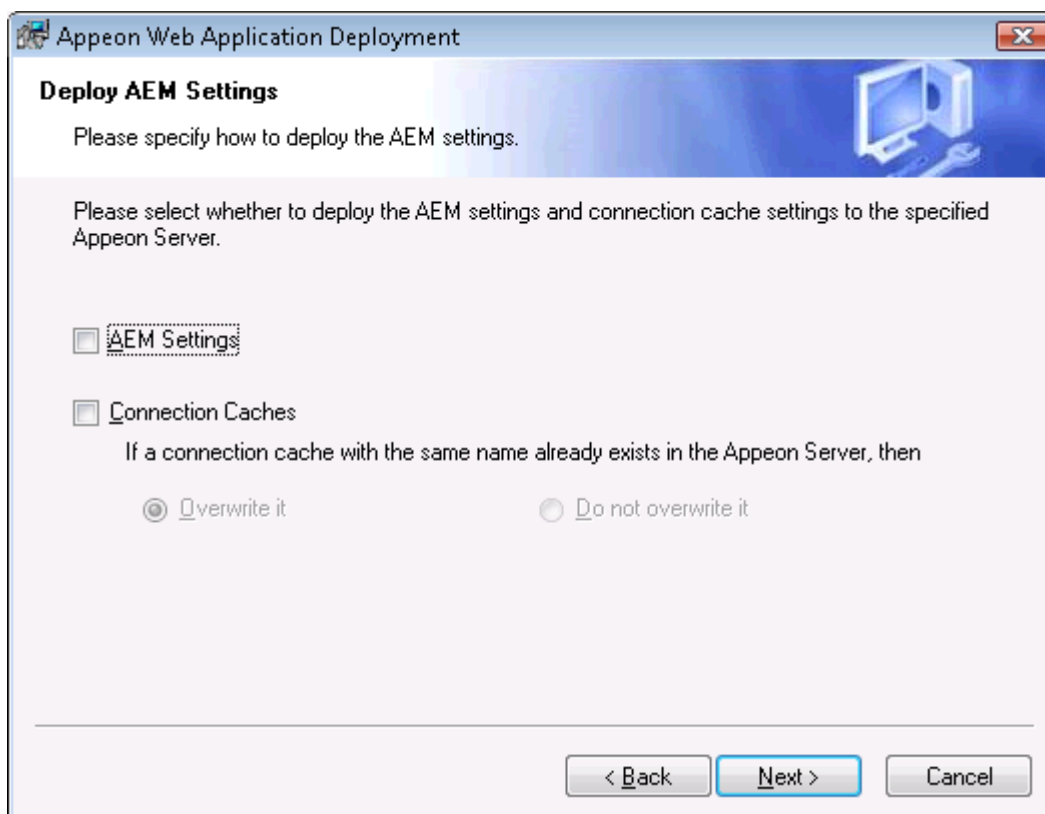 Appeon Web Application Deployment
Deploy AEM Settings
Please specify how to deploy the AEM settings.
Please select whether to deploy the AEM settings and connection cache settings to the specified
Appeon Server.
AEM Settings
Connection Caches
If a connection cache with the same name already exists in the Appeon Server, then
Overwrite it Do not overwrite it
< Back Next > Cancel